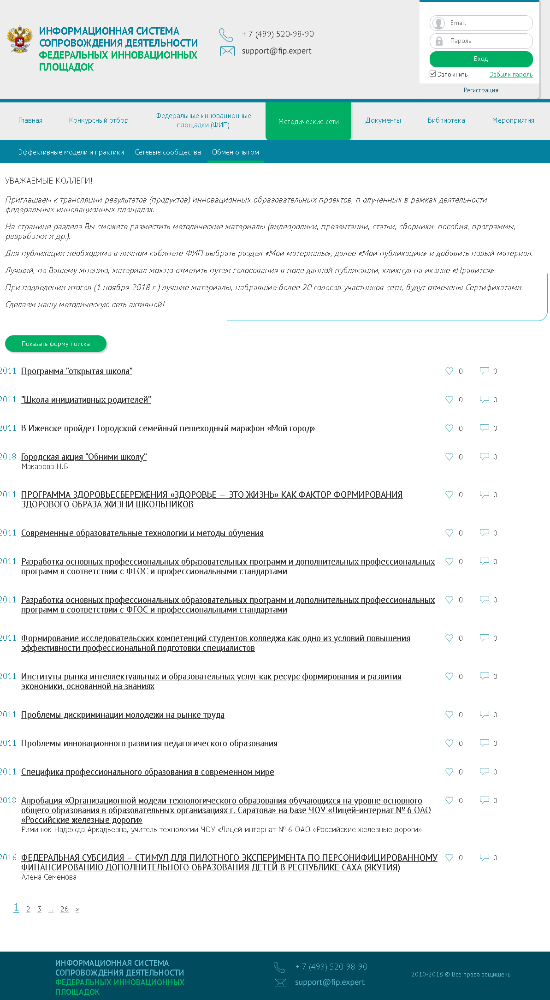 ИНФОРМАЦИОННАЯ СИСТЕМА
СОПРОВОЖДЕНИЯ ДЕЯТЕЛЬНОСТИ
ФЕДЕРАЛЬНЫХ ИННОВАЦИОННЫХ
ПЛОЩАДОК
+ 7 (499) 520-98-90
support@fip.expert
Email
Пароль
Вход
Запомнить Забыли пароль
Регистрация
Главная Конкурсный отбор Федеральные инновационные
площадки (ФИП) Методические сети Документы Библиотека Мероприятия
Эффективные модели и практики Сетевые сообщества Обмен опытом
УВАЖАЕМЫЕ КОЛЛЕГИ!
Приглашаем к трансляции результатов (продуктов) инновационных образовательных проектов, п олученных в рамках деятельности
федеральных инновационных площадок.
На странице раздела Вы сможете разместить методические материалы (видеоролики, презентации, статьи, сборники, пособия, программы,
разработки и др.).
Для публикации необходимо в личном кабинете ФИП выбрать раздел «Мои материалы», далее «Мои публикации» и добавить новый материал.
Лучший, по Вашему мнению, материал можно отметить путем голосования в поле данной публикации, кликнув на иконке «Нравится».
При подведении итогов (1 ноября 2018 г.) лучшие материалы, набравшие более 20 голосов участников сети, будут отмечены Сертификатами.
Сделаем нашу методическую сеть активной!
Показать форму поиска
2011 Программа "открытая школа" 0 0
2011 "Школа инициативных родителей" 0 0
2011 В Ижевске пройдет Городской семейный пешеходный марафон «Мой город» 0 0
2018 Городская акция "Обними школу" 0 0
Макарова Н.Б.
2011 ПРОГРАММА ЗДОРОВЬЕСБЕРЕЖЕНИЯ «ЗДОРОВЬЕ — ЭТО ЖИЗНЬ» КАК ФАКТОР ФОРМИРОВАНИЯ 0 0
ЗДОРОВОГО ОБРАЗА ЖИЗНИ ШКОЛЬНИКОВ
2011 Современные образовательные технологии и методы обучения 0 0
2011 Разработка основных профессиональных образовательных программ и дополнительных профессиональных 0 0
программ в соответствии с ФГОС и профессиональными стандартами
2011 Разработка основных профессиональных образовательных программ и дополнительных профессиональных 0 0
программ в соответствии с ФГОС и профессиональными стандартами
2011 Формирование исследовательских компетенций студентов колледжа как одно из условий повышения 0 0
эффективности профессиональной подготовки специалистов
2011 Институты рынка интеллектуальных и образовательных услуг как ресурс формирования и развития 0 0
экономики, основанной на знаниях
2011 Проблемы дискриминации молодежи на рынке труда 0 0
2011 Проблемы инновационного развития педагогического образования 0 0
2011 Специфика профессионального образования в современном мире 0 0
2018 Апробация «Организационной модели технологического образования обучающихся на уровне основного 0 0
общего образования в образовательных организациях г. Саратова» на базе ЧОУ «Лицей-интернат № 6 ОАО
«Российские железные дороги»
Риминюк Надежда Аркадьевна, учитель технологии ЧОУ «Лицей-интернат № 6 ОАО «Российские железные дороги»
2016 ФЕДЕРАЛЬНАЯ СУБСИДИЯ – СТИМУЛ ДЛЯ ПИЛОТНОГО ЭКСПЕРИМЕНТА ПО ПЕРСОНИФИЦИРОВАННОМУ 0 0
ФИНАНСИРОВАНИЮ ДОПОЛНИТЕЛЬНОГО ОБРАЗОВАНИЯ ДЕТЕЙ В РЕСПУБЛИКЕ САХА (ЯКУТИЯ)
Алена Семенова
1 2 3 ... 26 »
ИНФОРМАЦИОННАЯ СИСТЕМА
СОПРОВОЖДЕНИЯ ДЕЯТЕЛЬНОСТИ
ФЕДЕРАЛЬНЫХ ИННОВАЦИОННЫХ
ПЛОЩАДОК
+ 7 (499) 520-98-90
support@fip.expert
2010-2018 © Все права защищены